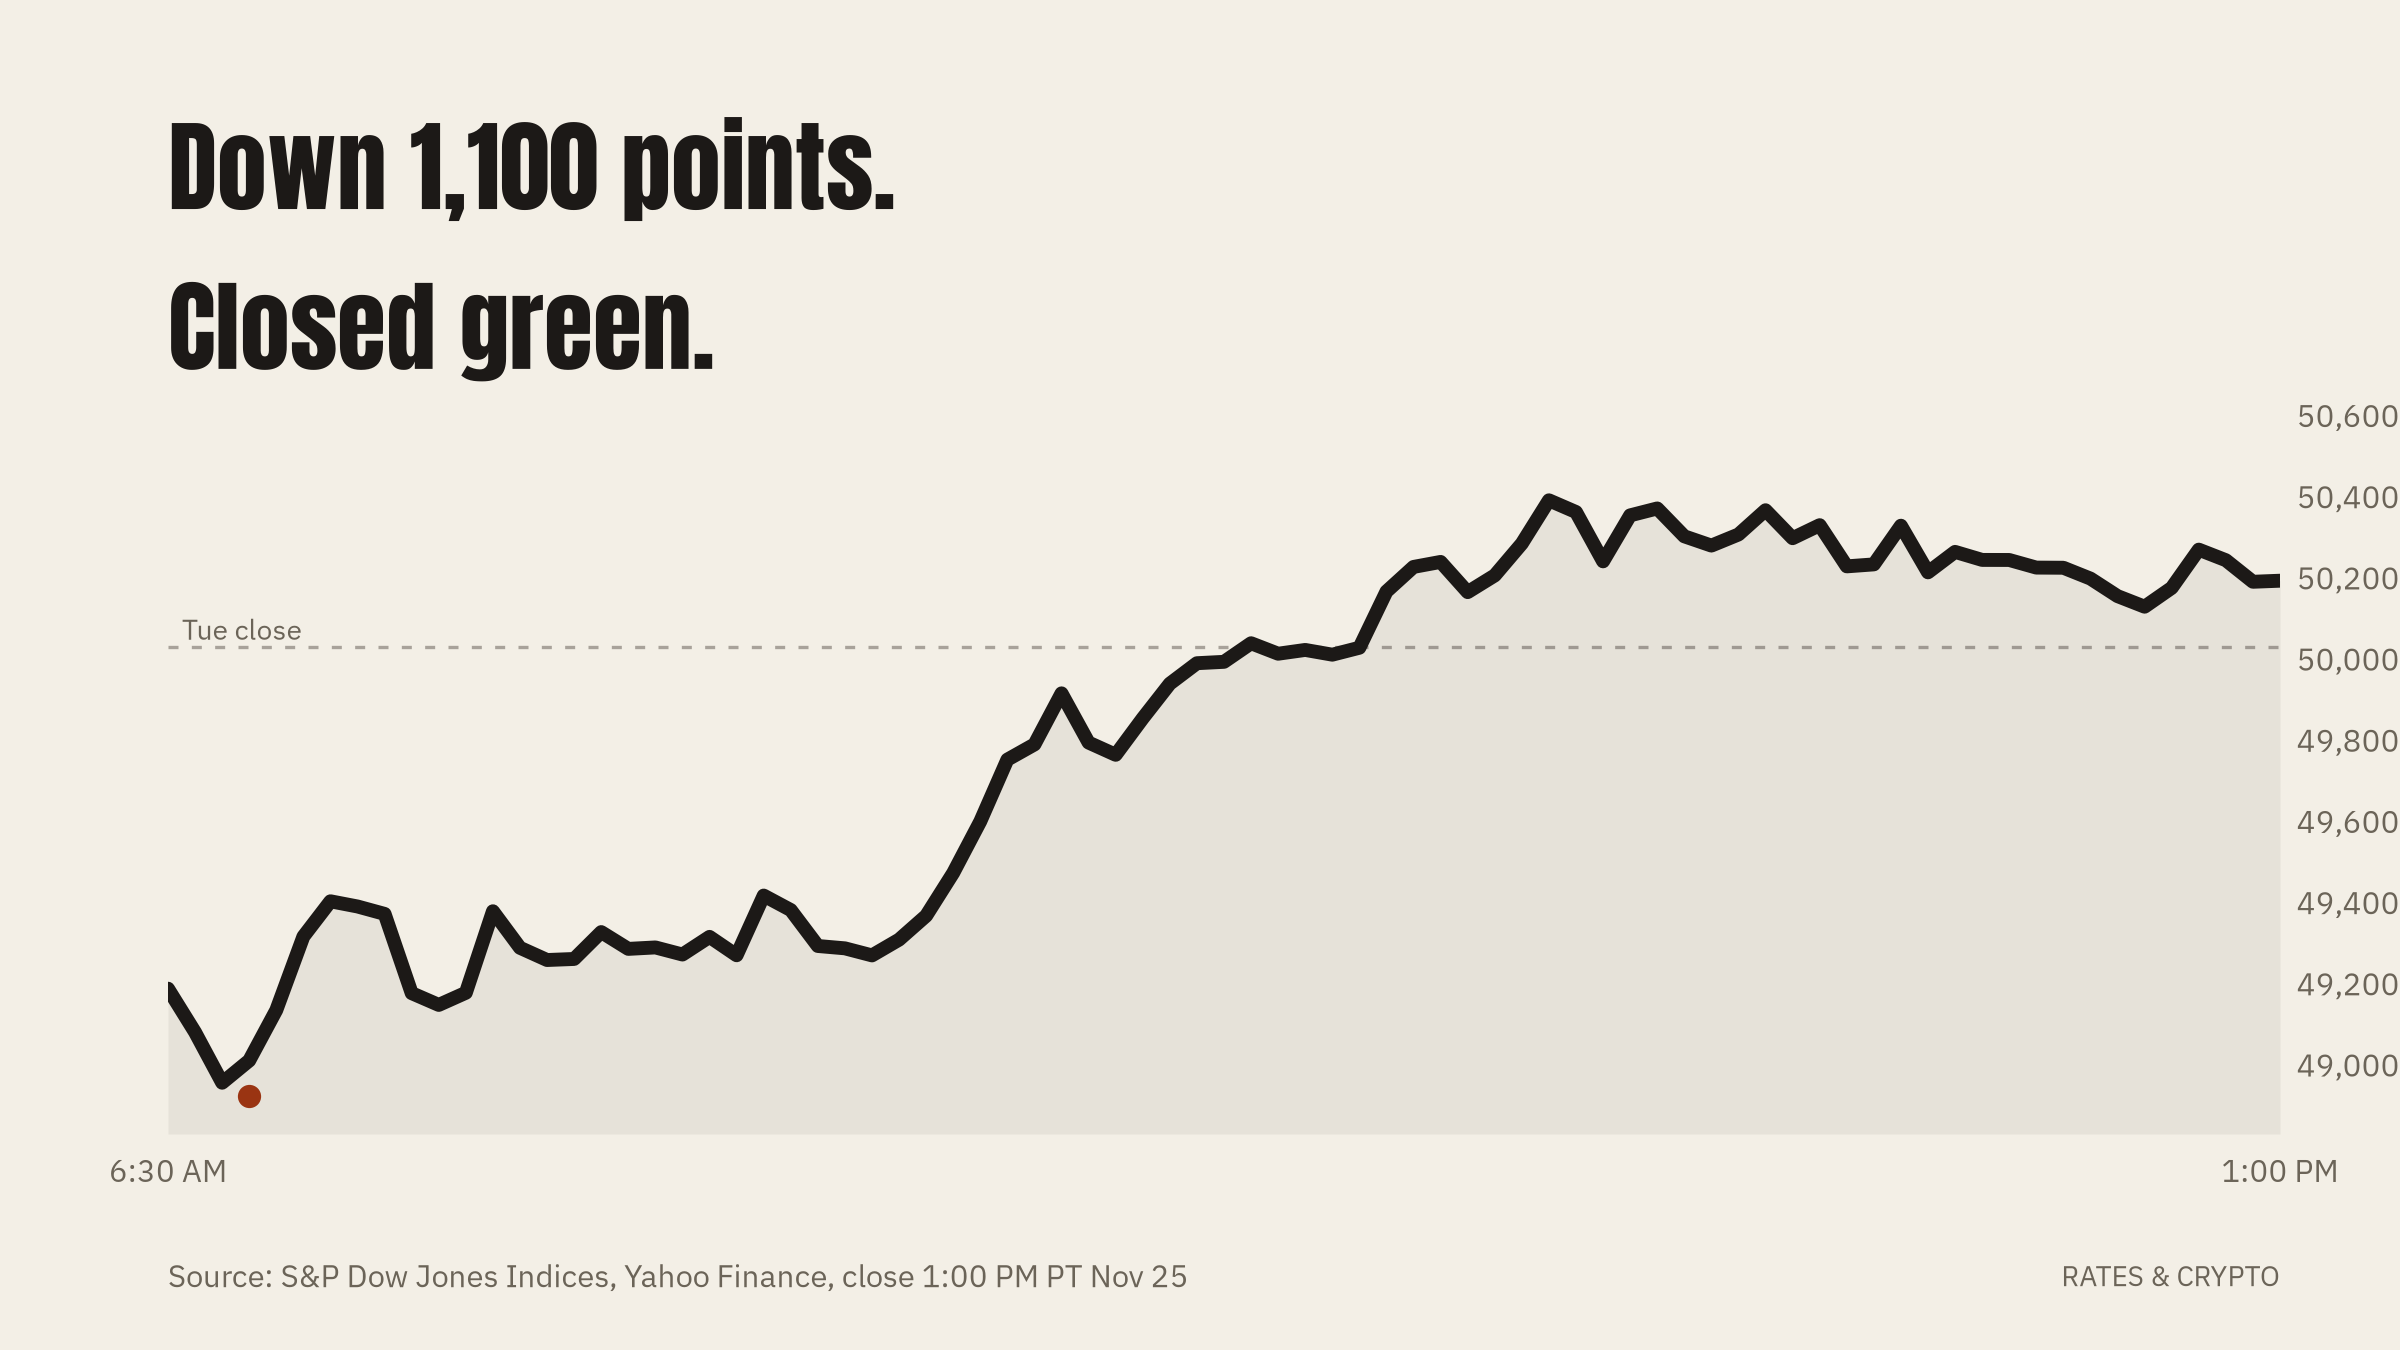 Down 1,100 points.
Closed green.
50,600
50,400
Tue close
50,200
50,000
49,800
49,600
49,400
49,200
49,000
6:30 AM
1:00 PM
Source: S&P Dow Jones Indices, Yahoo Finance, close 1:00 PM PT Nov 25
RATES & CRYPTO